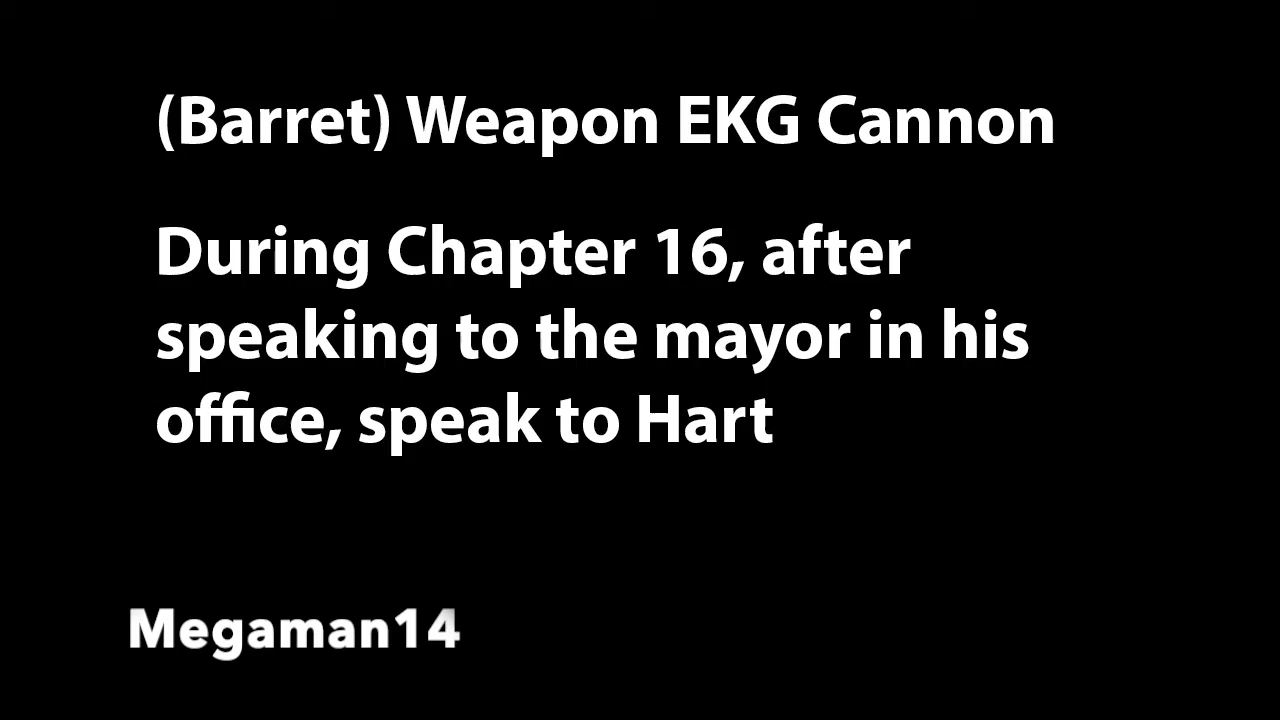 (Barret) Weapon EKG Cannon
During Chapter 16, after
speaking to the mayor in his
office, speak to Hart
Megaman14